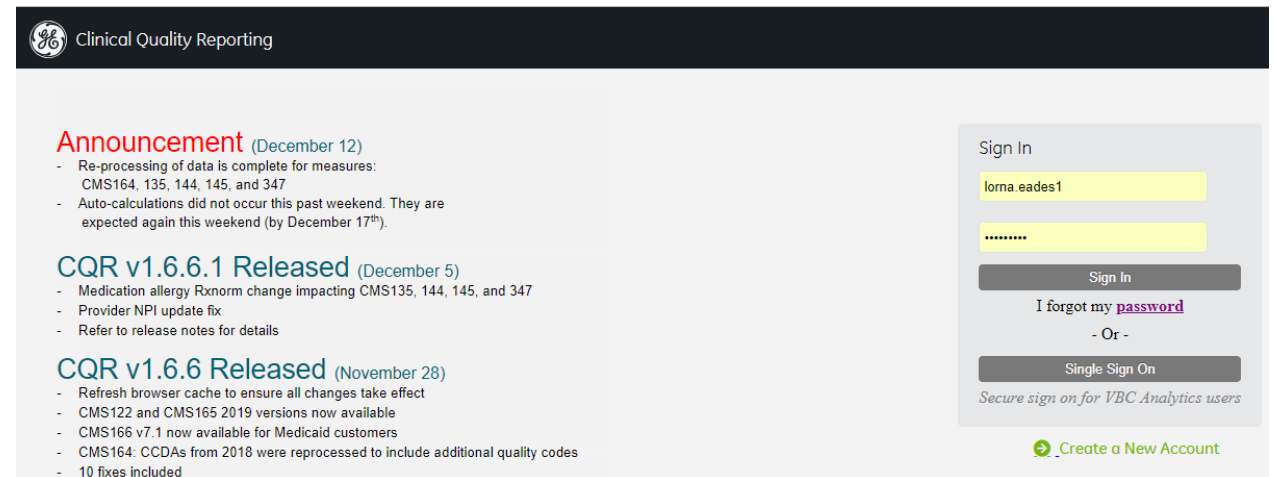 Clinical Quality Reporting
Announcement (December 12)
- Re-processing of data is complete for measures:
CMS164, 135, 144, 145, and 347
- Auto-calculations did not occur this past weekend. They are
expected again this weekend (by December 17th).
CQR v1.6.6.1 Released (December 5)
- Medication allergy Rxnorm change impacting CMS135, 144, 145, and 347
- Provider NPI update fix
- Refer to release notes for details
CQR v1.6.6 Released (November 28)
- Refresh browser cache to ensure all changes take effect
- CMS122 and CMS165 2019 versions now available
- CMS166 v7.1 now available for Medicaid customers
- CMS164: CCDAs from 2018 were reprocessed to include additional quality codes
- 10 fixes included
Sign In
lorna.eades1
•••••••••
Sign In
I forgot my password
- Or -
Single Sign On
Secure sign on for VBC Analytics users
Create a New Account